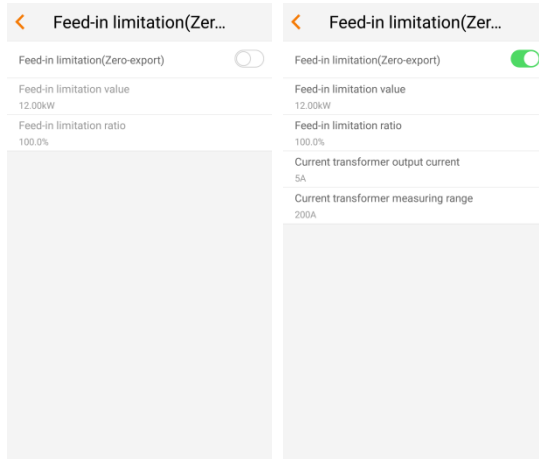 Feed-in limitation(Zer...
Feed-in limitation(Zero-export)
Feed-in limitation value
12.00kW
Feed-in limitation ratio
100.0%
Feed-in limitation(Zer...
Feed-in limitation(Zero-export)
Feed-in limitation value
12.00kW
Feed-in limitation ratio
100.0%
Current transformer output current
5A
Current transformer measuring range
200A